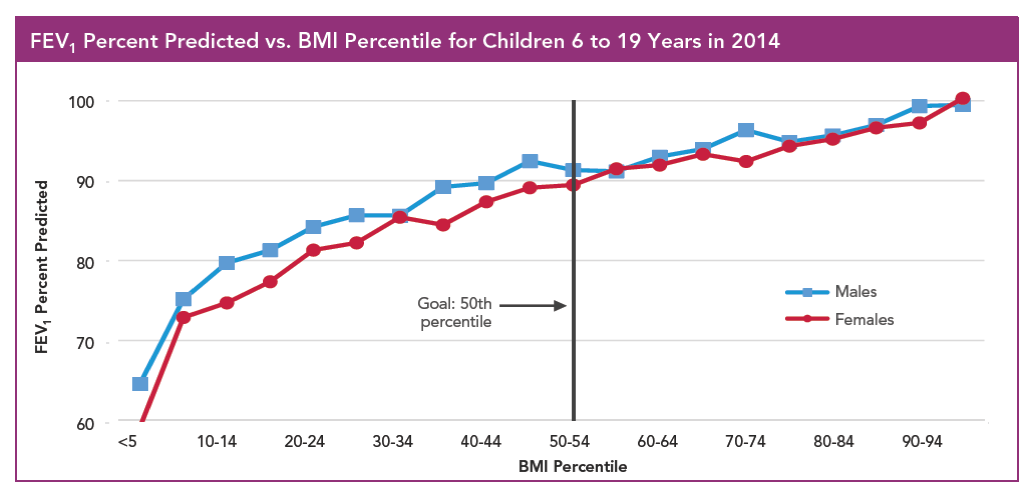 FEV₁ Percent Predicted vs. BMI Percentile for Children 6 to 19 Years in 2014
FEV₁ Percent Predicted
100
90
80
70
60
Goal: 50th
percentile
Males
Females
<5
10-14
20-24
30-34
40-44
50-54
60-64
70-74
80-84
90-94
BMI Percentile